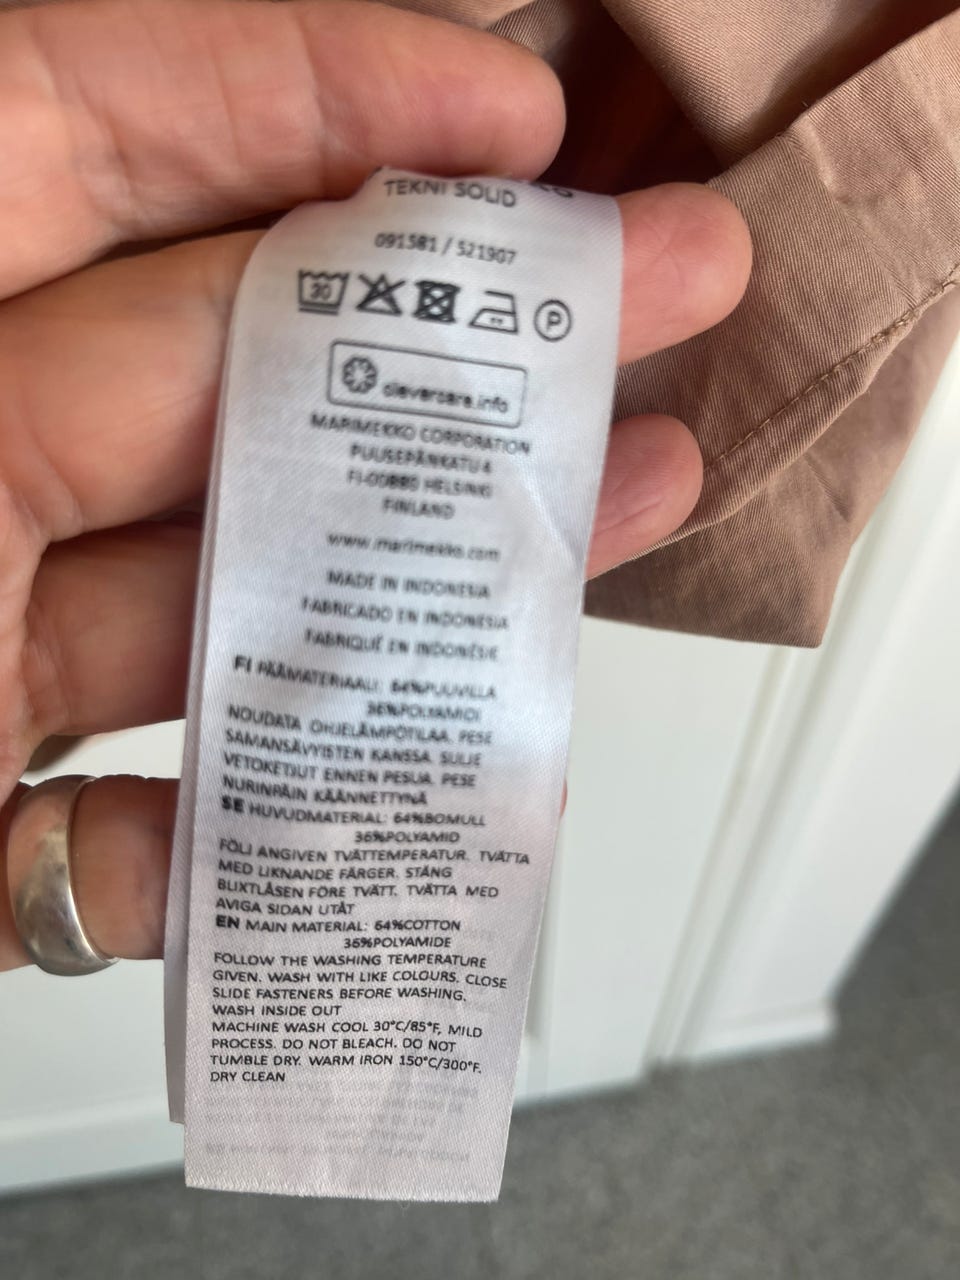 TEKNI SOLID
091581 / 521907
30
P
clevercare.info
MARIMEKKO CORPORATION
PUUSEPÄNKATU 4
FI-00880 HELSINKI
FINLAND
www.marimekko.com
MADE IN INDONESIA
FABRICADO EN INDONESIA
FABRIQUÉ EN INDONÉSIE
FI PÄÄMATERIAALI: 64%PUUVILLA
36%POLYAMIDI
NOUDATA OHJELÄMPÖTILAA. PESE
SAMANSÄVYISTEN KANSSA. SULJE
VETOKETJUT ENNEN PESUA. PESE
NURINPÄIN KÄÄNNETTYNÄ
SE HUVUDMATERIAL: 64%BOMULL
36%POLYAMID
FÖLJ ANGIVEN TVÄTTEMPERATUR. TVÄTTA
MED LIKNANDE FÄRGER. STÄNG
BLIXTLÅSEN FÖRE TVÄTT. TVÄTTA MED
AVIGA SIDAN UTÅT
EN MAIN MATERIAL: 64%COTTON
36%POLYAMIDE
FOLLOW THE WASHING TEMPERATURE
GIVEN. WASH WITH LIKE COLOURS. CLOSE
SLIDE FASTENERS BEFORE WASHING.
WASH INSIDE OUT
MACHINE WASH COOL 30°C/85°F, MILD
PROCESS. DO NOT BLEACH. DO NOT
TUMBLE DRY. WARM IRON 150°C/300°F.
DRY CLEAN